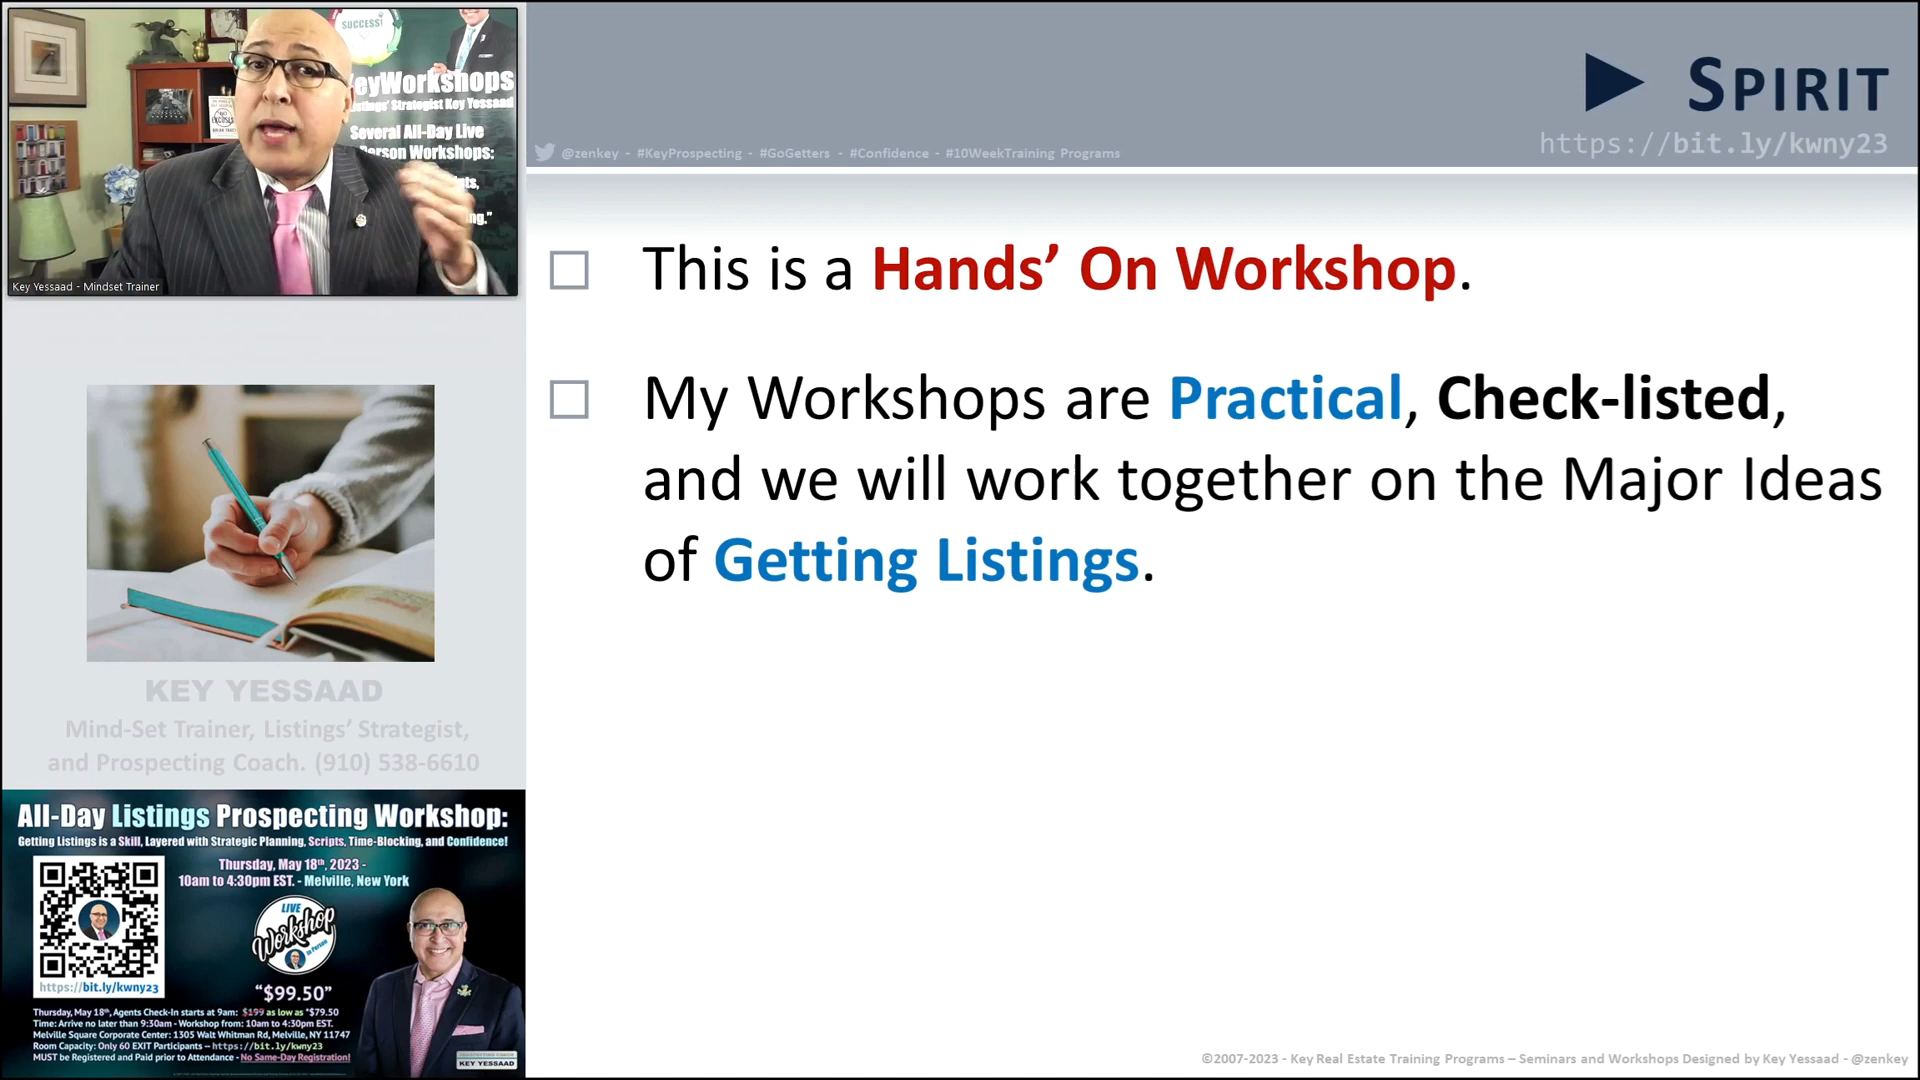 SUCCESS!
eyWorkshops
Strategist Key Yessaad
Several All-Day Live
Person Workshops:
ng."
Key Yessaad - Mindset Trainer
KEY YESSAAD
Mind-Set Trainer, Listings' Strategist,
and Prospecting Coach. (910) 538-6610
All-Day Listings Prospecting Workshop:
Getting Listings is a Skill, Layered with Strategic Planning, Scripts, Time-Blocking, and Confidence!
Thursday, May 18th, 2023 -
10am to 4:30pm EST. - Melville, New York
LIVE
Workshop
In Person
https://bit.ly/kwny23
"$99.50"
Thursday, May 18th, Agents Check-In starts at 9am: $199 as low as "$79.50
Time: Arrive no later than 9:30am - Workshop from: 10am to 4:30pm EST.
Melville Square Corporate Center: 1305 Walt Whitman Rd, Melville, NY 11747
Room Capacity: Only 60 EXIT Participants – https://bit.ly/kwny23
MUST be Registered and Paid prior to Attendance - No Same-Day Registration!
KEY YESSAAD
► SPIRIT
https://bit.ly/kwny23
@zenkey - #KeyProspecting - #GoGetters - #Confidence - #10WeekTraining Programs
□ This is a Hands' On Workshop.
□ My Workshops are Practical, Check-listed,
and we will work together on the Major Ideas
of Getting Listings.
©2007-2023 - Key Real Estate Training Programs – Seminars and Workshops Designed by Key Yessaad - @zenkey